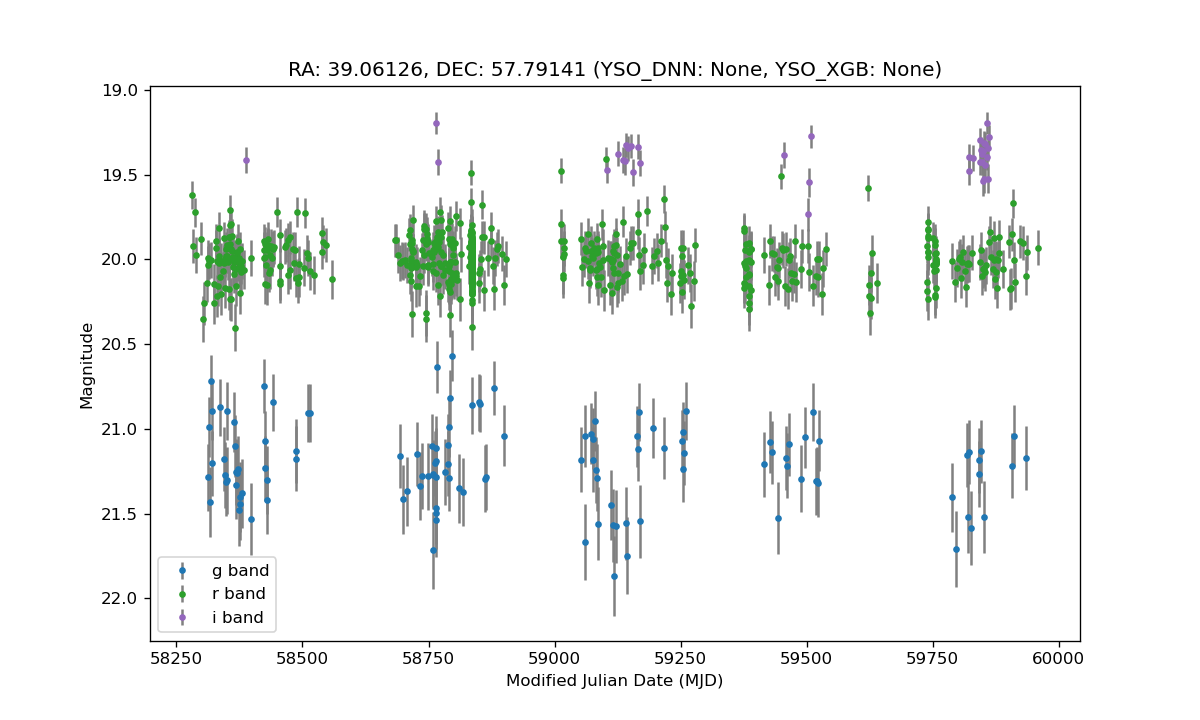 RA: 39.06126, DEC: 57.79141 (YSO_DNN: None, YSO_XGB: None)
19.0
19.5
20.0
20.5
21.0
21.5
22.0
Magnitude
g band
r band
i band
58250 58500 58750 59000 59250 59500 59750 60000
Modified Julian Date (MJD)